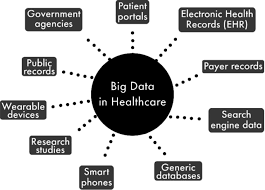 Government
agencies
Patient
portals
Electronic Health
Records (EHR)
Public
records
Payer records
Big Data
in Healthcare
Wearable
devices
Search
engine data
Research
studies
Smart
phones
Generic
databases